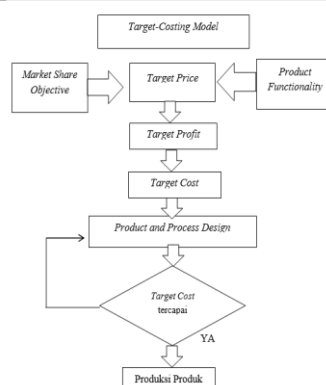 Target-Costing Model
Market Share
Objective
Target Price
Product
Functionality
Target Profit
Target Cost
Product and Process Design
Target Cost
tercapai
YA
Produksi Produk